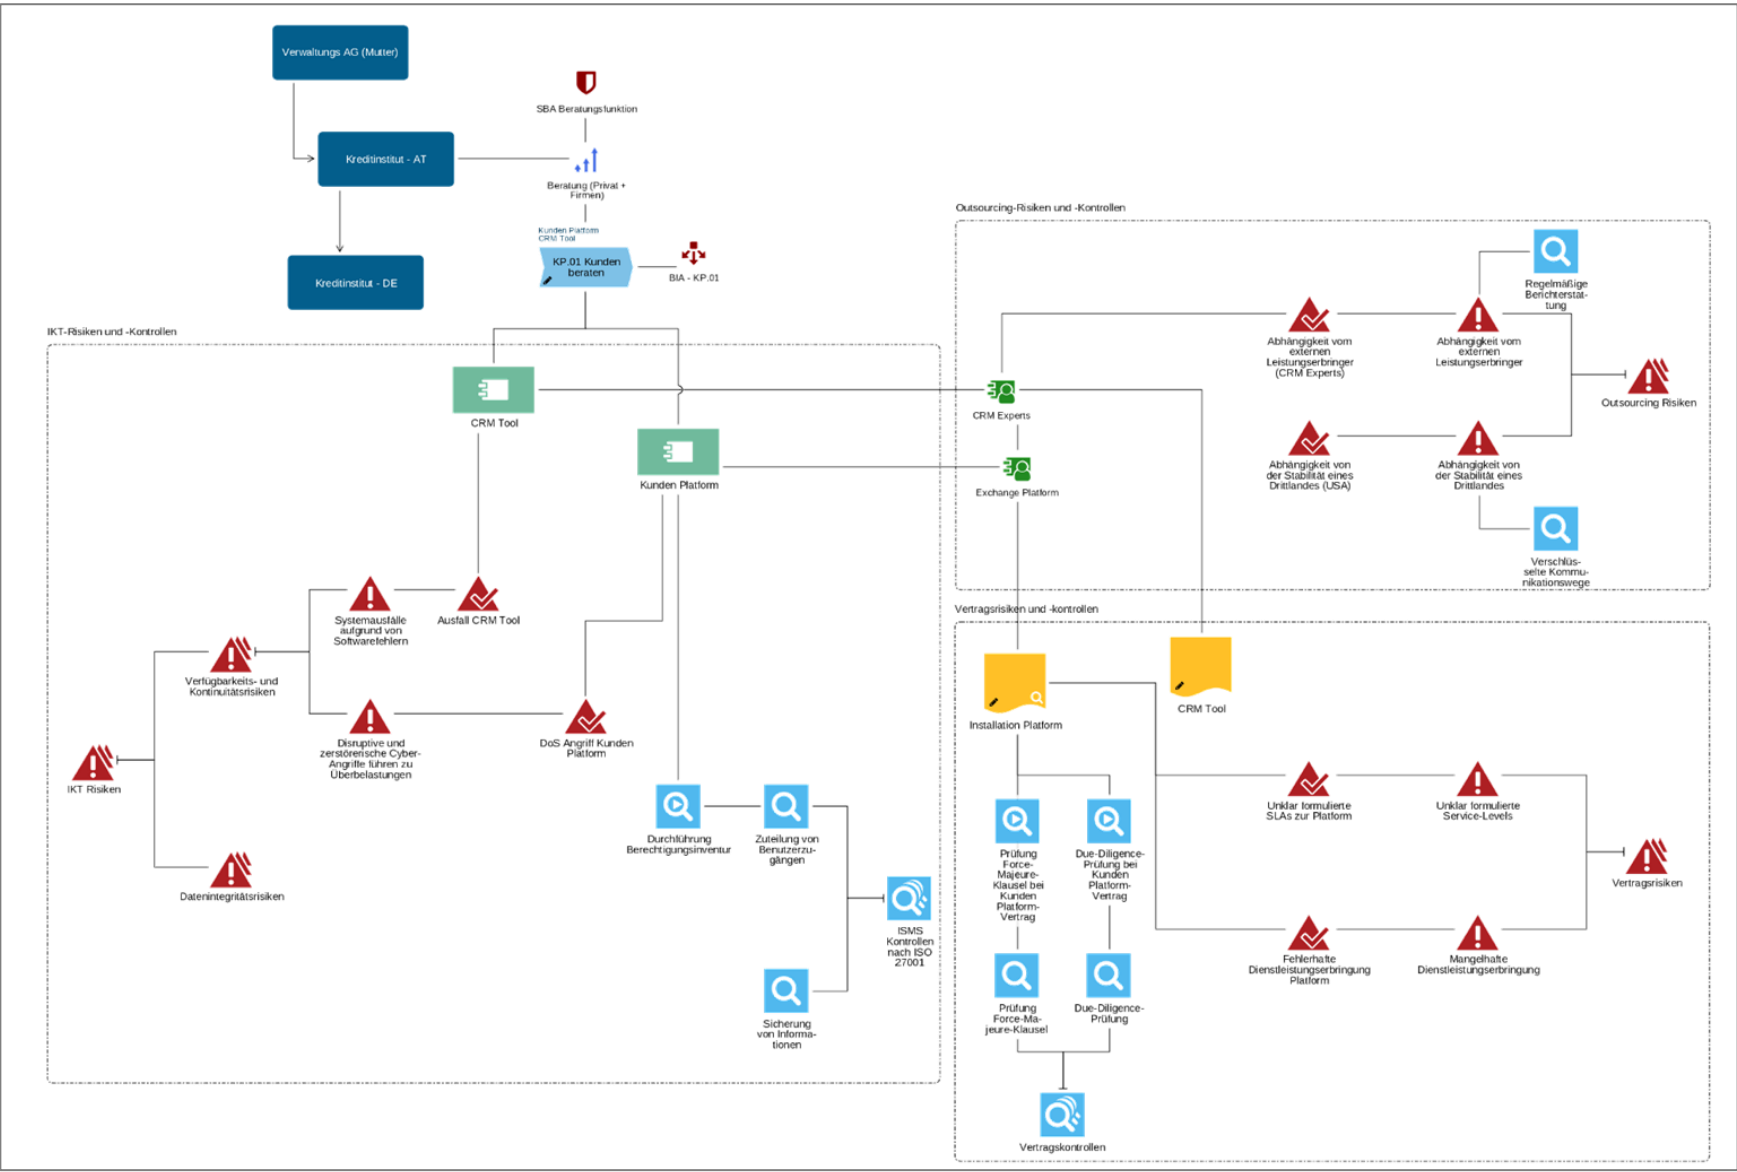 Verwaltungs AG (Mutter)
SBA Beratungsfunktion
Kreditinstitut - AT
Beratung (Privat +
Firmen)
Kunden Platform
CRM Tool
KP.01 Kunden
beraten
BIA - KP.01
Kreditinstitut - DE
IKT-Risiken und -Kontrollen
CRM Tool
Kunden Platform
Systemausfälle
aufgrund von
Softwarefehlern
Ausfall CRM Tool
Verfügbarkeits- und
Kontinuitätsrisiken
Disruptive und
zerstörerische Cyber-
Angriffe führen zu
Überbelastungen
DoS Angriff Kunden
Platform
IKT Risiken
Datenintegritätsrisiken
Durchführung
Berechtigungsinventur
Zuteilung von
Benutzerzu-
gängen
ISMS
Kontrollen
nach ISO
27001
Sicherung
von Informa-
tionen
Outsourcing-Risiken und -Kontrollen
Regelmäßige
Berichterstat-
tung
Abhängigkeit vom
externen
Leistungserbringer
(CRM Experts)
Abhängigkeit vom
externen
Leistungserbringer
Outsourcing Risiken
CRM Experts
Exchange Platform
Abhängigkeit von
der Stabilität eines
Drittlandes (USA)
Abhängigkeit von
der Stabilität eines
Drittlandes
Verschlüs-
selte Kommu-
nikationswege
Vertragsrisiken und -kontrollen
Installation Platform
CRM Tool
Unklar formulierte
SLAs zur Platform
Unklar formulierte
Service-Levels
Vertragsrisiken
Prüfung
Force-
Majeure-
Klausel bei
Kunden
Platform-
Vertrag
Due-Diligence-
Prüfung bei
Kunden
Platform-
Vertrag
Fehlerhafte
Dienstleistungserbringung
Platform
Mangelhafte
Dienstleistungserbringung
Prüfung
Force-Ma-
jeure-Klausel
Due-Diligence-
Prüfung
Vertragskontrollen